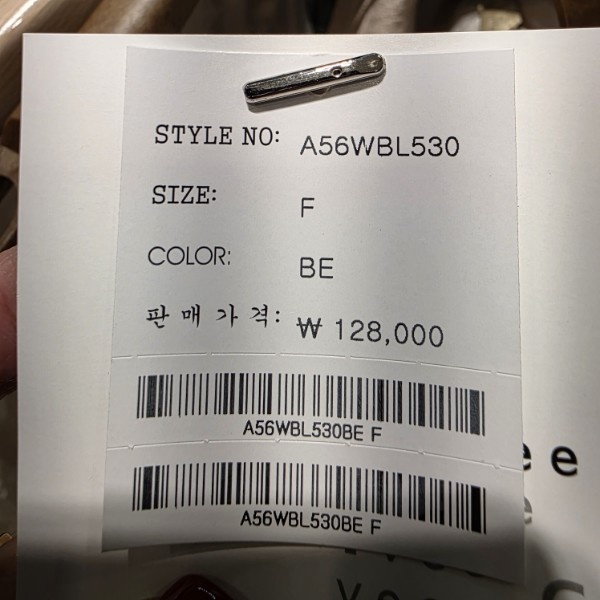 STYLE NO: A56WBL530
SIZE: F
COLOR: BE
판매가격: ₩ 128,000
A56WBL530BE F
A56WBL530BE F